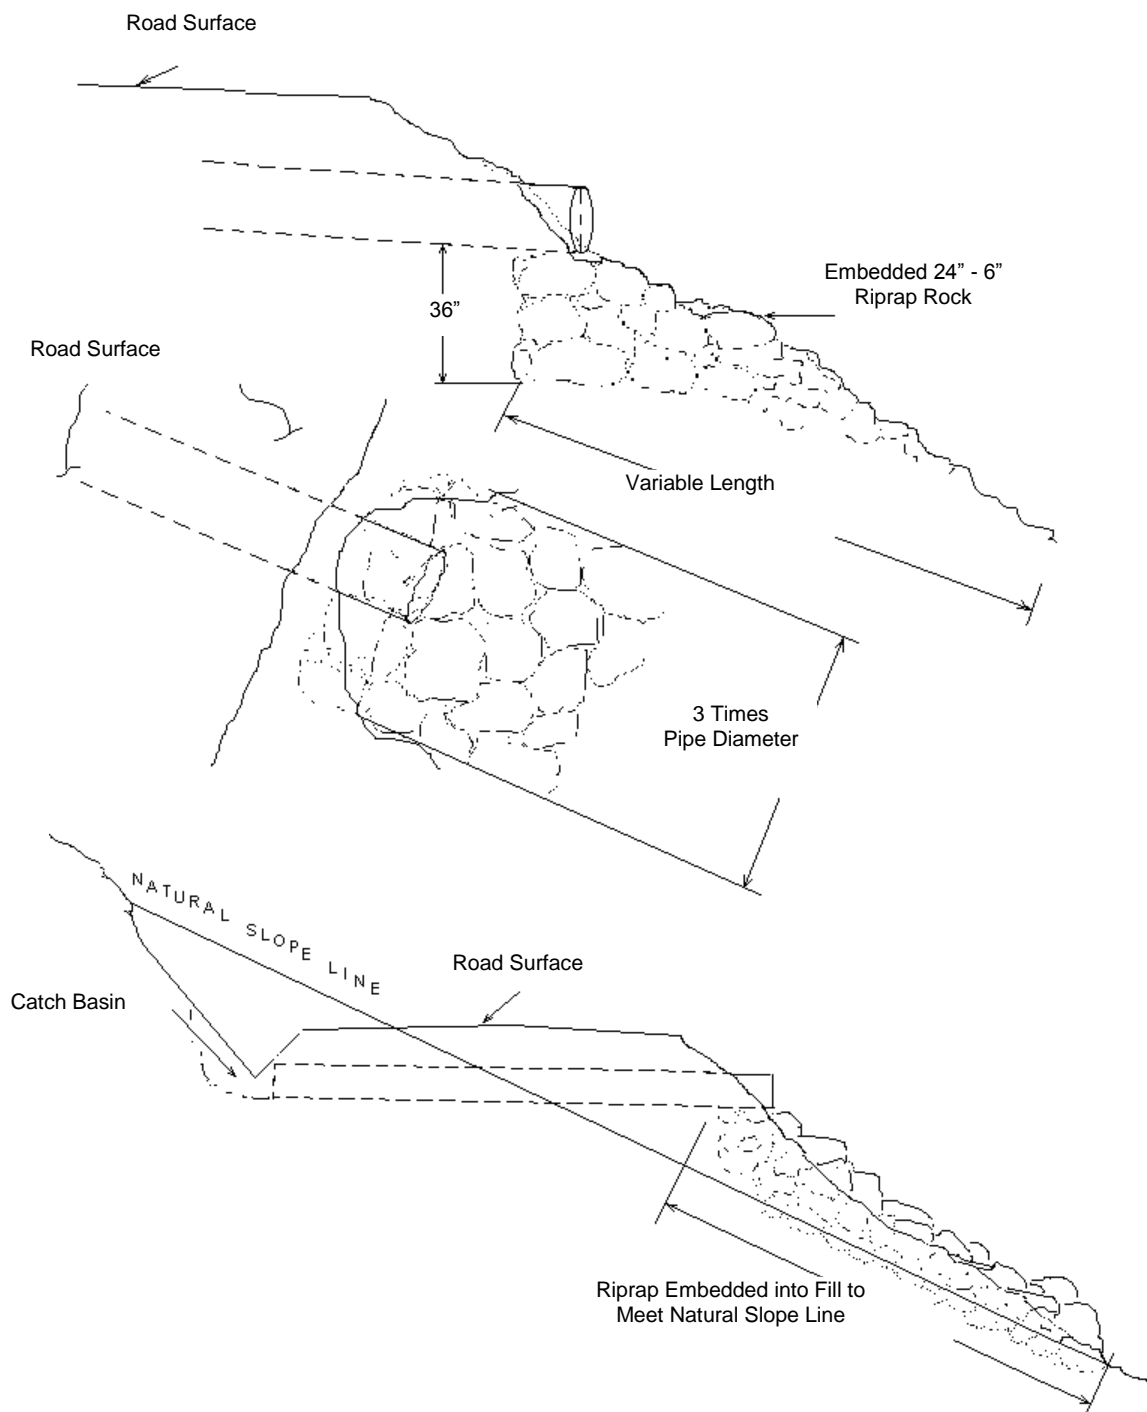 Road Surface
Embedded 24” - 6”
Riprap Rock
36”
Road Surface
Variable Length
3 Times
Pipe Diameter
NATURAL SLOPE LINE
Road Surface
Catch Basin
Riprap Embedded into Fill to
Meet Natural Slope Line